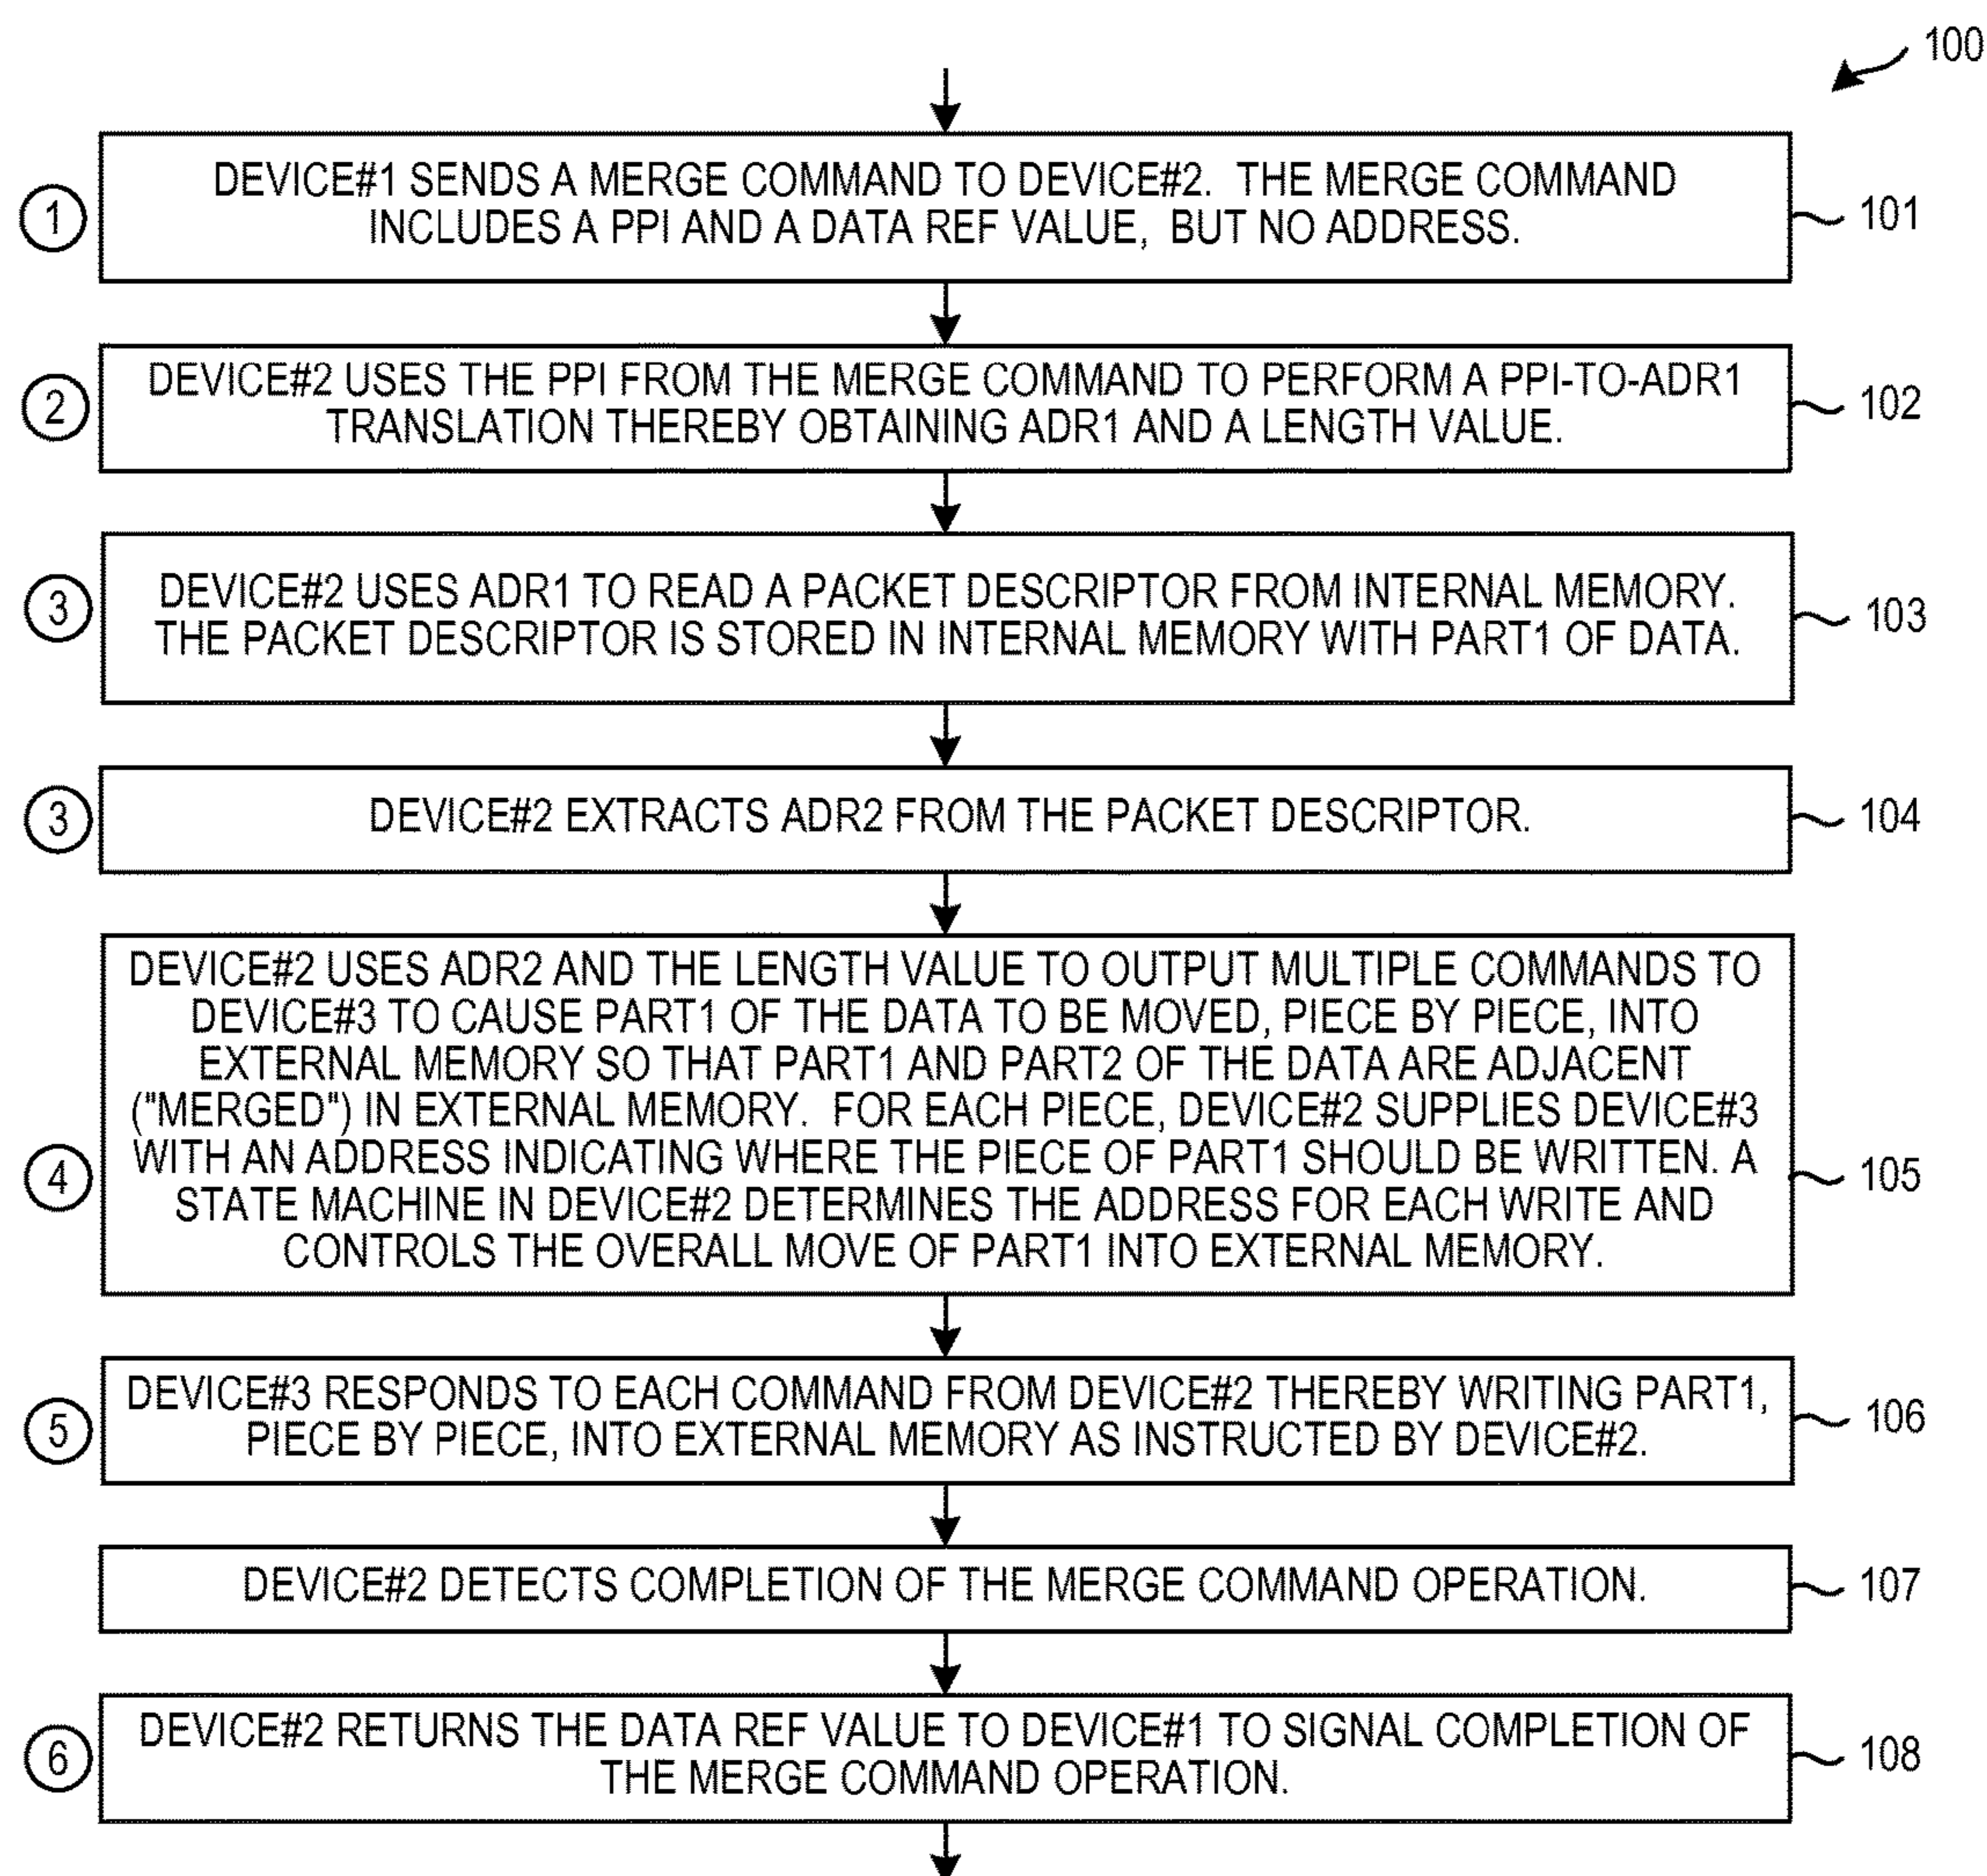 100
DEVICE#1 SENDS A MERGE COMMAND TO DEVICE#2. THE MERGE COMMAND
INCLUDES A PPI AND A DATA REF VALUE, BUT NO ADDRESS.
1
101
DEVICE#2 USES THE PPI FROM THE MERGE COMMAND TO PERFORM A PPI-TO-ADR1
TRANSLATION THEREBY OBTAINING ADR1 AND A LENGTH VALUE.
2
102
DEVICE#2 USES ADR1 TO READ A PACKET DESCRIPTOR FROM INTERNAL MEMORY.
THE PACKET DESCRIPTOR IS STORED IN INTERNAL MEMORY WITH PART1 OF DATA.
3
103
DEVICE#2 EXTRACTS ADR2 FROM THE PACKET DESCRIPTOR.
3
104
DEVICE#2 USES ADR2 AND THE LENGTH VALUE TO OUTPUT MULTIPLE COMMANDS TO
DEVICE#3 TO CAUSE PART1 OF THE DATA TO BE MOVED, PIECE BY PIECE, INTO
EXTERNAL MEMORY SO THAT PART1 AND PART2 OF THE DATA ARE ADJACENT
("MERGED") IN EXTERNAL MEMORY. FOR EACH PIECE, DEVICE#2 SUPPLIES DEVICE#3
WITH AN ADDRESS INDICATING WHERE THE PIECE OF PART1 SHOULD BE WRITTEN. A
STATE MACHINE IN DEVICE#2 DETERMINES THE ADDRESS FOR EACH WRITE AND
CONTROLS THE OVERALL MOVE OF PART1 INTO EXTERNAL MEMORY.
4
105
DEVICE#3 RESPONDS TO EACH COMMAND FROM DEVICE#2 THEREBY WRITING PART1,
PIECE BY PIECE, INTO EXTERNAL MEMORY AS INSTRUCTED BY DEVICE#2.
5
106
DEVICE#2 DETECTS COMPLETION OF THE MERGE COMMAND OPERATION.
107
DEVICE#2 RETURNS THE DATA REF VALUE TO DEVICE#1 TO SIGNAL COMPLETION OF
THE MERGE COMMAND OPERATION.
6
108